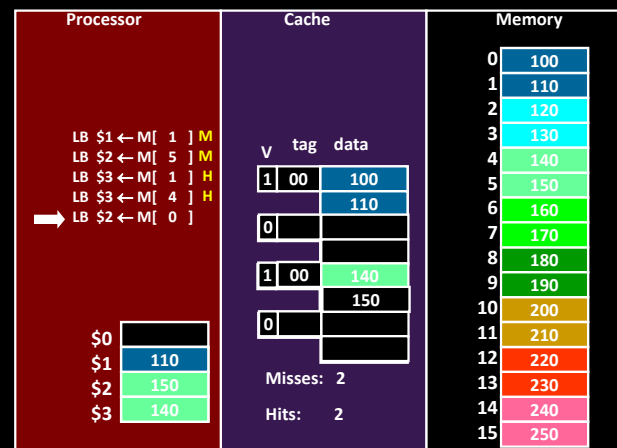 Processor
LB $1 ← M[ 1 ] M
LB $2 ← M[ 5 ] M
LB $3 ← M[ 1 ] H
LB $3 ← M[ 4 ] H
LB $2 ← M[ 0 ]
$0
$1 110
$2 150
$3 140
Cache
V tag data
1 00 100
110
0
1 00 140
150
0
Misses: 2
Hits: 2
Memory
0 100
1 110
2 120
3 130
4 140
5 150
6 160
7 170
8 180
9 190
10 200
11 210
12 220
13 230
14 240
15 250